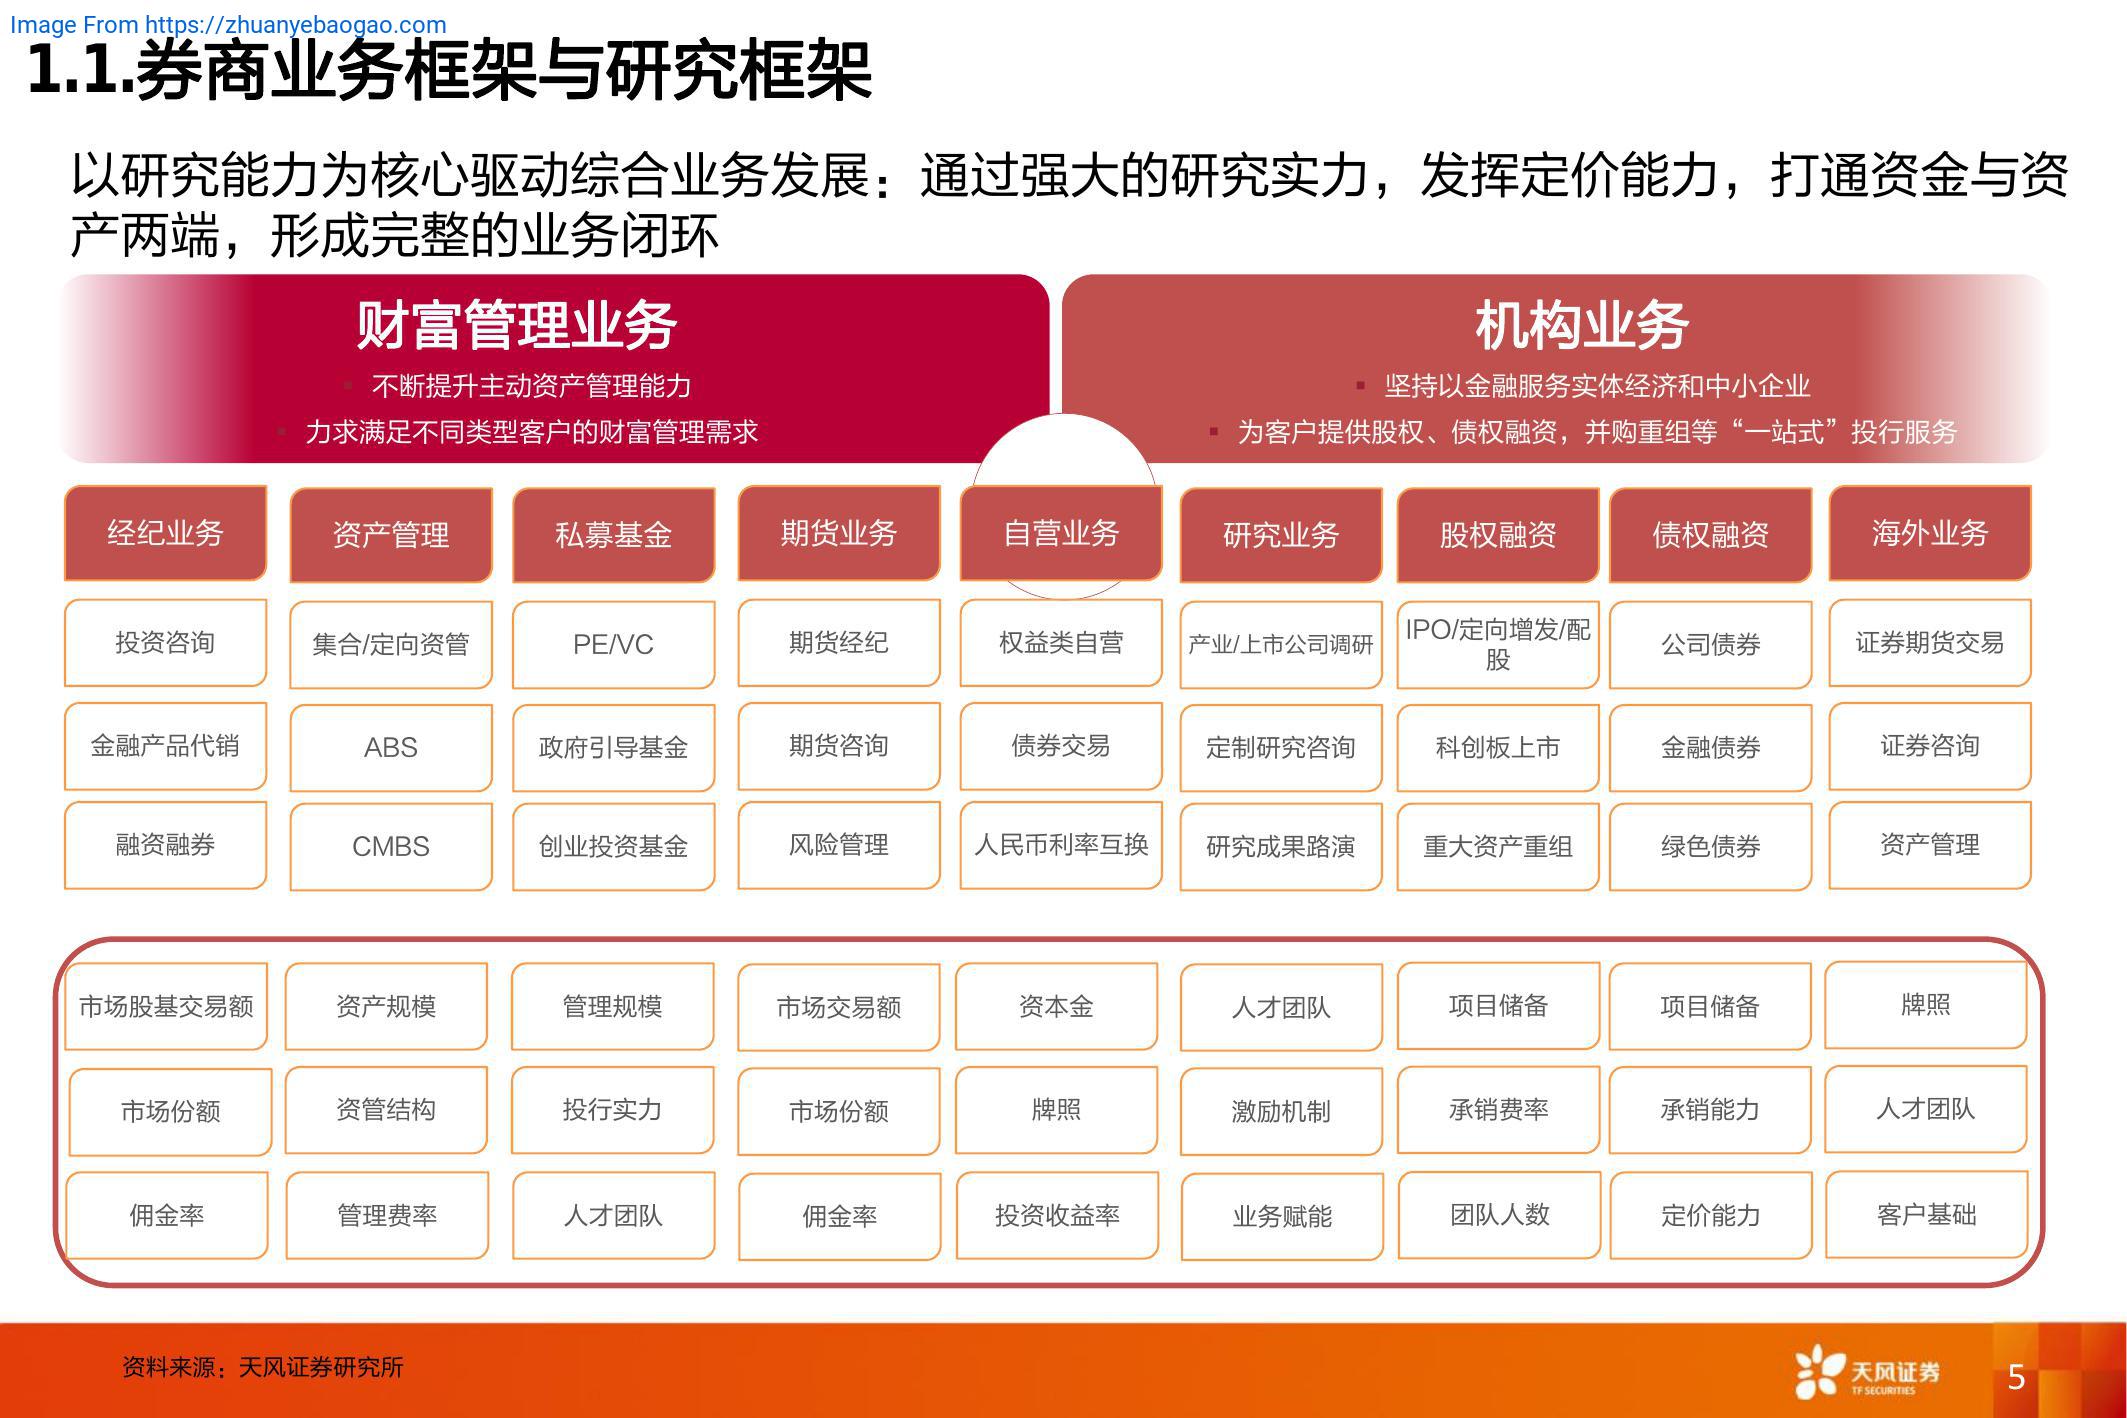 Image From https://zhuanyebaogao.com
1.1.券商业务框架与研究框架
以研究能力为核心驱动综合业务发展：通过强大的研究实力，发挥定价能力，打通资金与资
产两端，形成完整的业务闭环
财富管理业务
▪ 不断提升主动资产管理能力
▪ 力求满足不同类型客户的财富管理需求
机构业务
▪ 坚持以金融服务实体经济和中小企业
▪ 为客户提供股权、债权融资，并购重组等“一站式”投行服务
经纪业务 资产管理 私募基金 期货业务 自营业务 研究业务 股权融资 债权融资 海外业务
投资咨询 集合/定向资管 PE/VC 期货经纪 权益类自营 产业/上市公司调研 IPO/定向增发/配
股 公司债券 证券期货交易
金融产品代销 ABS 政府引导基金 期货咨询 债券交易 定制研究咨询 科创板上市 金融债券 证券咨询
融资融券 CMBS 创业投资基金 风险管理 人民币利率互换 研究成果路演 重大资产重组 绿色债券 资产管理
市场股基交易额 资产规模 管理规模 市场交易额 资本金 人才团队 项目储备 项目储备 牌照
市场份额 资管结构 投行实力 市场份额 牌照 激励机制 承销费率 承销能力 人才团队
佣金率 管理费率 人才团队 佣金率 投资收益率 业务赋能 团队人数 定价能力 客户基础
资料来源：天风证券研究所
天风证券
TF SECURITIES
5